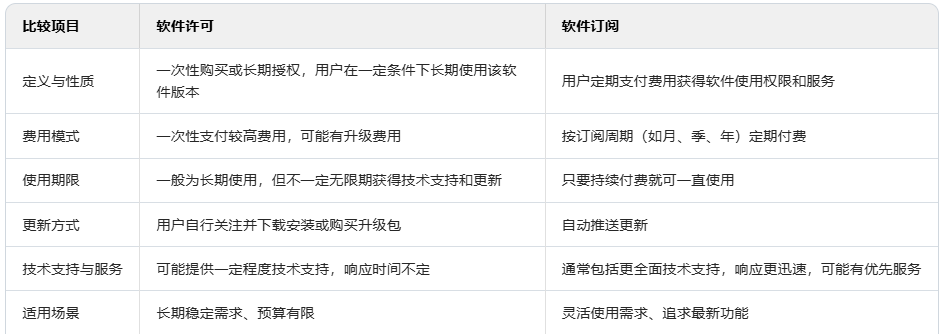 比较项目 软件许可 软件订阅
定义与性质 一次性购买或长期授权，用户在一定条件下长期使用该软
件版本 用户定期支付费用获得软件使用权限和服务
费用模式 一次性支付较高费用，可能有升级费用 按订阅周期（如月、季、年）定期付费
使用期限 一般为长期使用，但不一定无限期获得技术支持和更新 只要持续付费就可一直使用
更新方式 用户自行关注并下载安装或购买升级包 自动推送更新
技术支持与服务 可能提供一定程度技术支持，响应时间不定 通常包括更全面技术支持，响应更迅速，可能有优先服务
适用场景 长期稳定需求、预算有限 灵活使用需求、追求最新功能